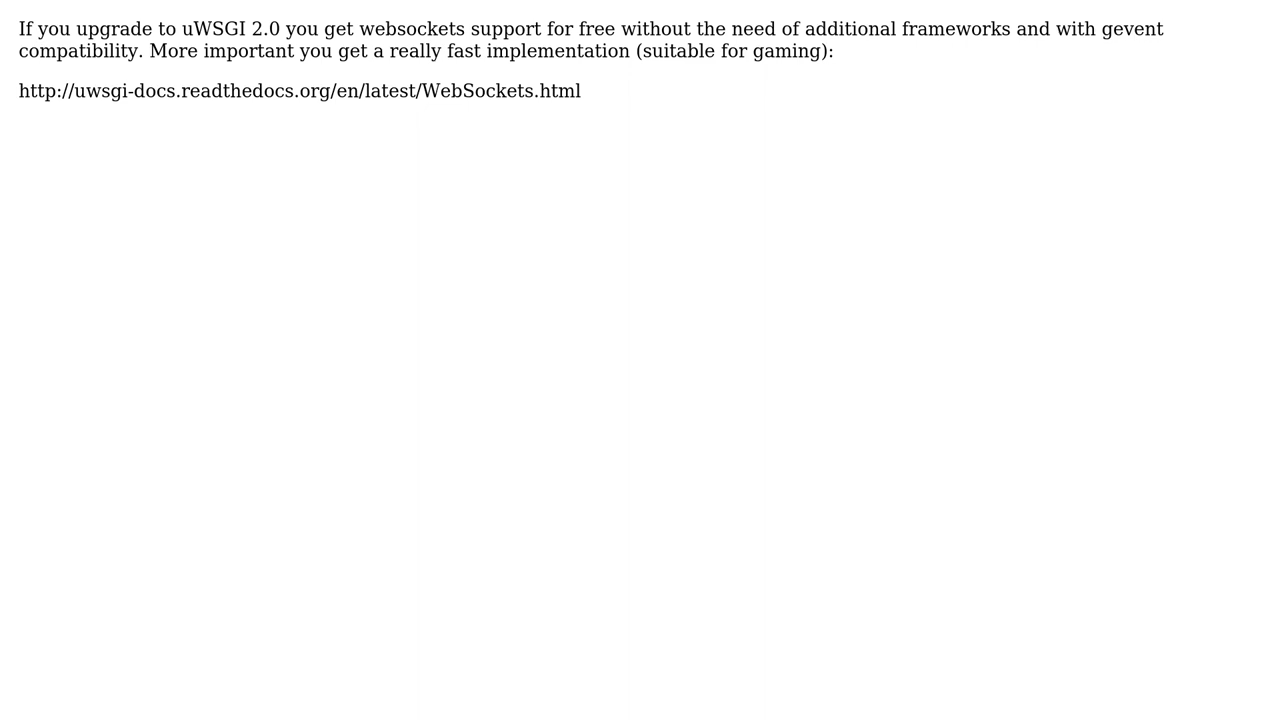 If you upgrade to uWSGI 2.0 you get websockets support for free without the need of additional frameworks and with gevent
compatibility. More important you get a really fast implementation (suitable for gaming):
http://uwsgi-docs.readthedocs.org/en/latest/WebSockets.html